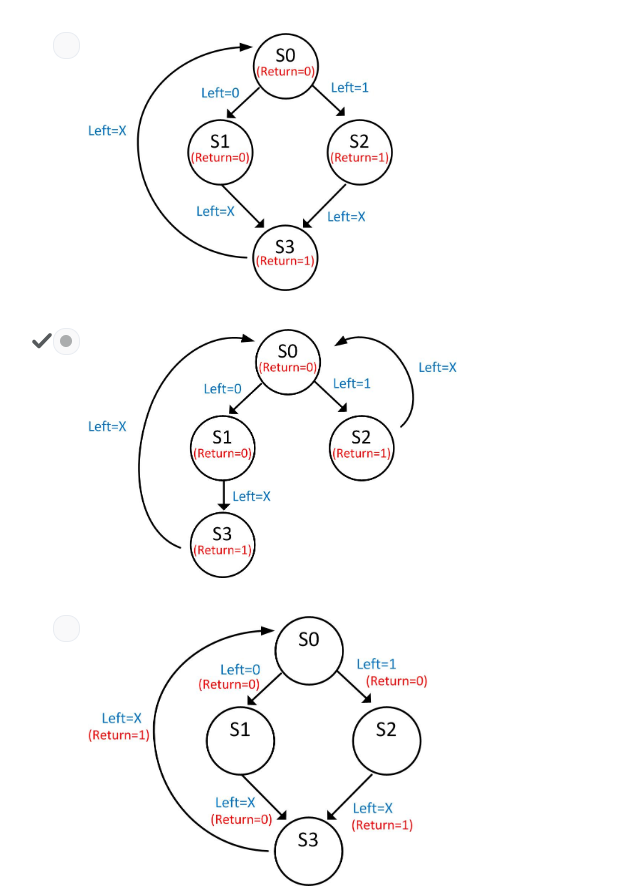 S0
(Return=0)
Left=0
Left=1
Left=X
S1
(Return=0)
S2
(Return=1)
Left=X
Left=X
S3
(Return=1)
S0
(Return=0)
Left=X
Left=0
Left=1
Left=X
S1
(Return=0)
S2
(Return=1)
Left=X
S3
(Return=1)
S0
Left=0
(Return=0)
Left=1
(Return=0)
Left=X
(Return=1)
S1
S2
Left=X
(Return=0)
Left=X
(Return=1)
S3